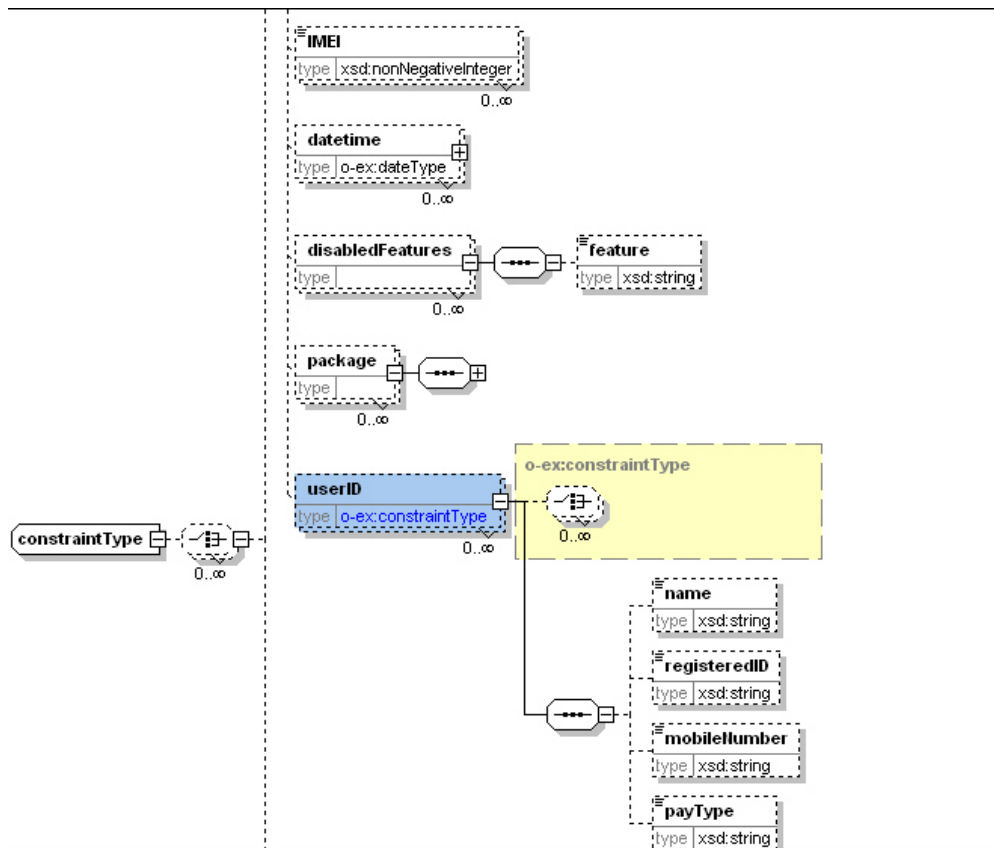 IMEI
type xsd:nonNegativeInteger
0..∞
datetime
type o-ex:dateType
0..∞
disabledFeatures
type
0..∞
feature
type xsd:string
package
type
0..∞
userID
type o-ex:constraintType
0..∞
o-ex:constraintType
0..∞
constraintType
0..∞
name
type xsd:string
registeredID
type xsd:string
mobileNumber
type xsd:string
payType
type xsd:string